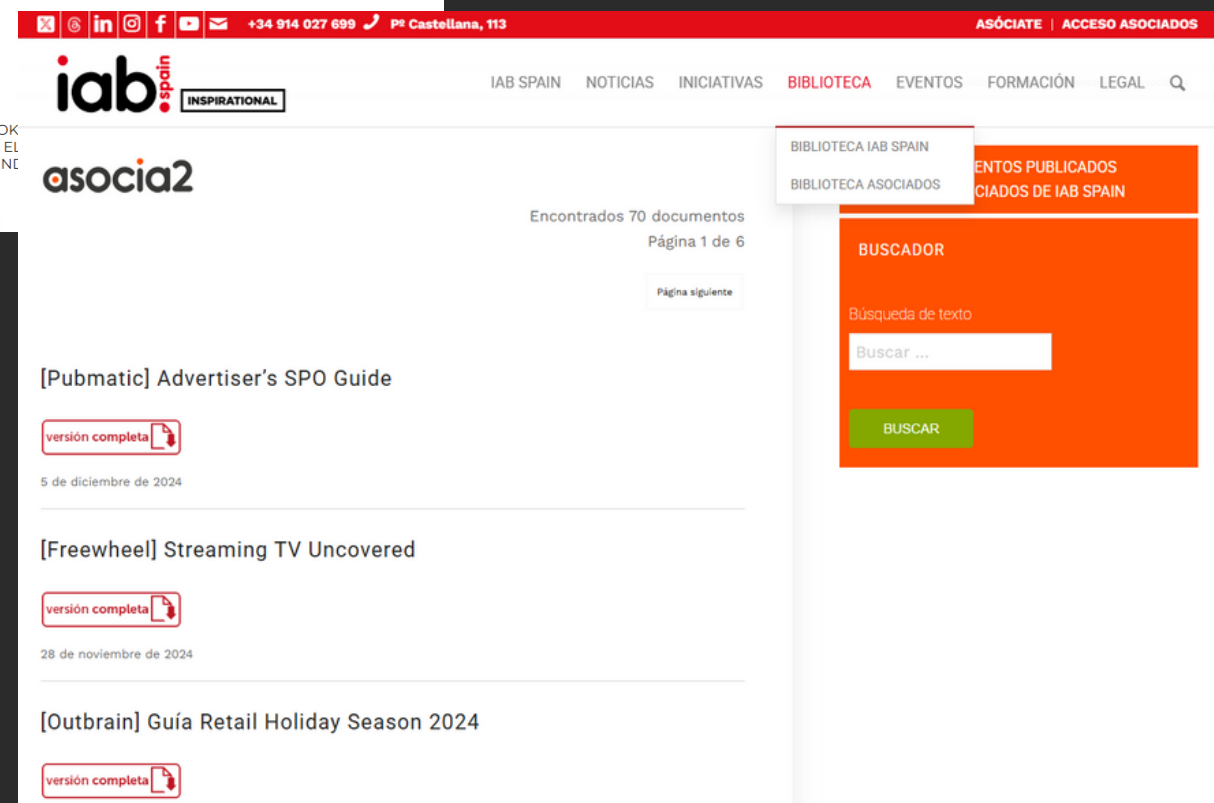 +34 914 027 699 Pº Castellana, 113
ASÓCIATE | ACCESO ASOCIADOS
iab spain INSPIRATIONAL
IAB SPAIN NOTICIAS INICIATIVAS BIBLIOTECA EVENTOS FORMACIÓN LEGAL
BIBLIOTECA IAB SPAIN
BIBLIOTECA ASOCIADOS
asocia2
Encontrados 70 documentos
Página 1 de 6
Página siguiente
[Pubmatic] Advertiser's SPO Guide
versión completa
5 de diciembre de 2024
[Freewheel] Streaming TV Uncovered
versión completa
28 de noviembre de 2024
[Outbrain] Guía Retail Holiday Season 2024
versión completa
PUBLICADOS
DE IAB SPAIN
BUSCADOR
Búsqueda de texto
Buscar ...
BUSCAR